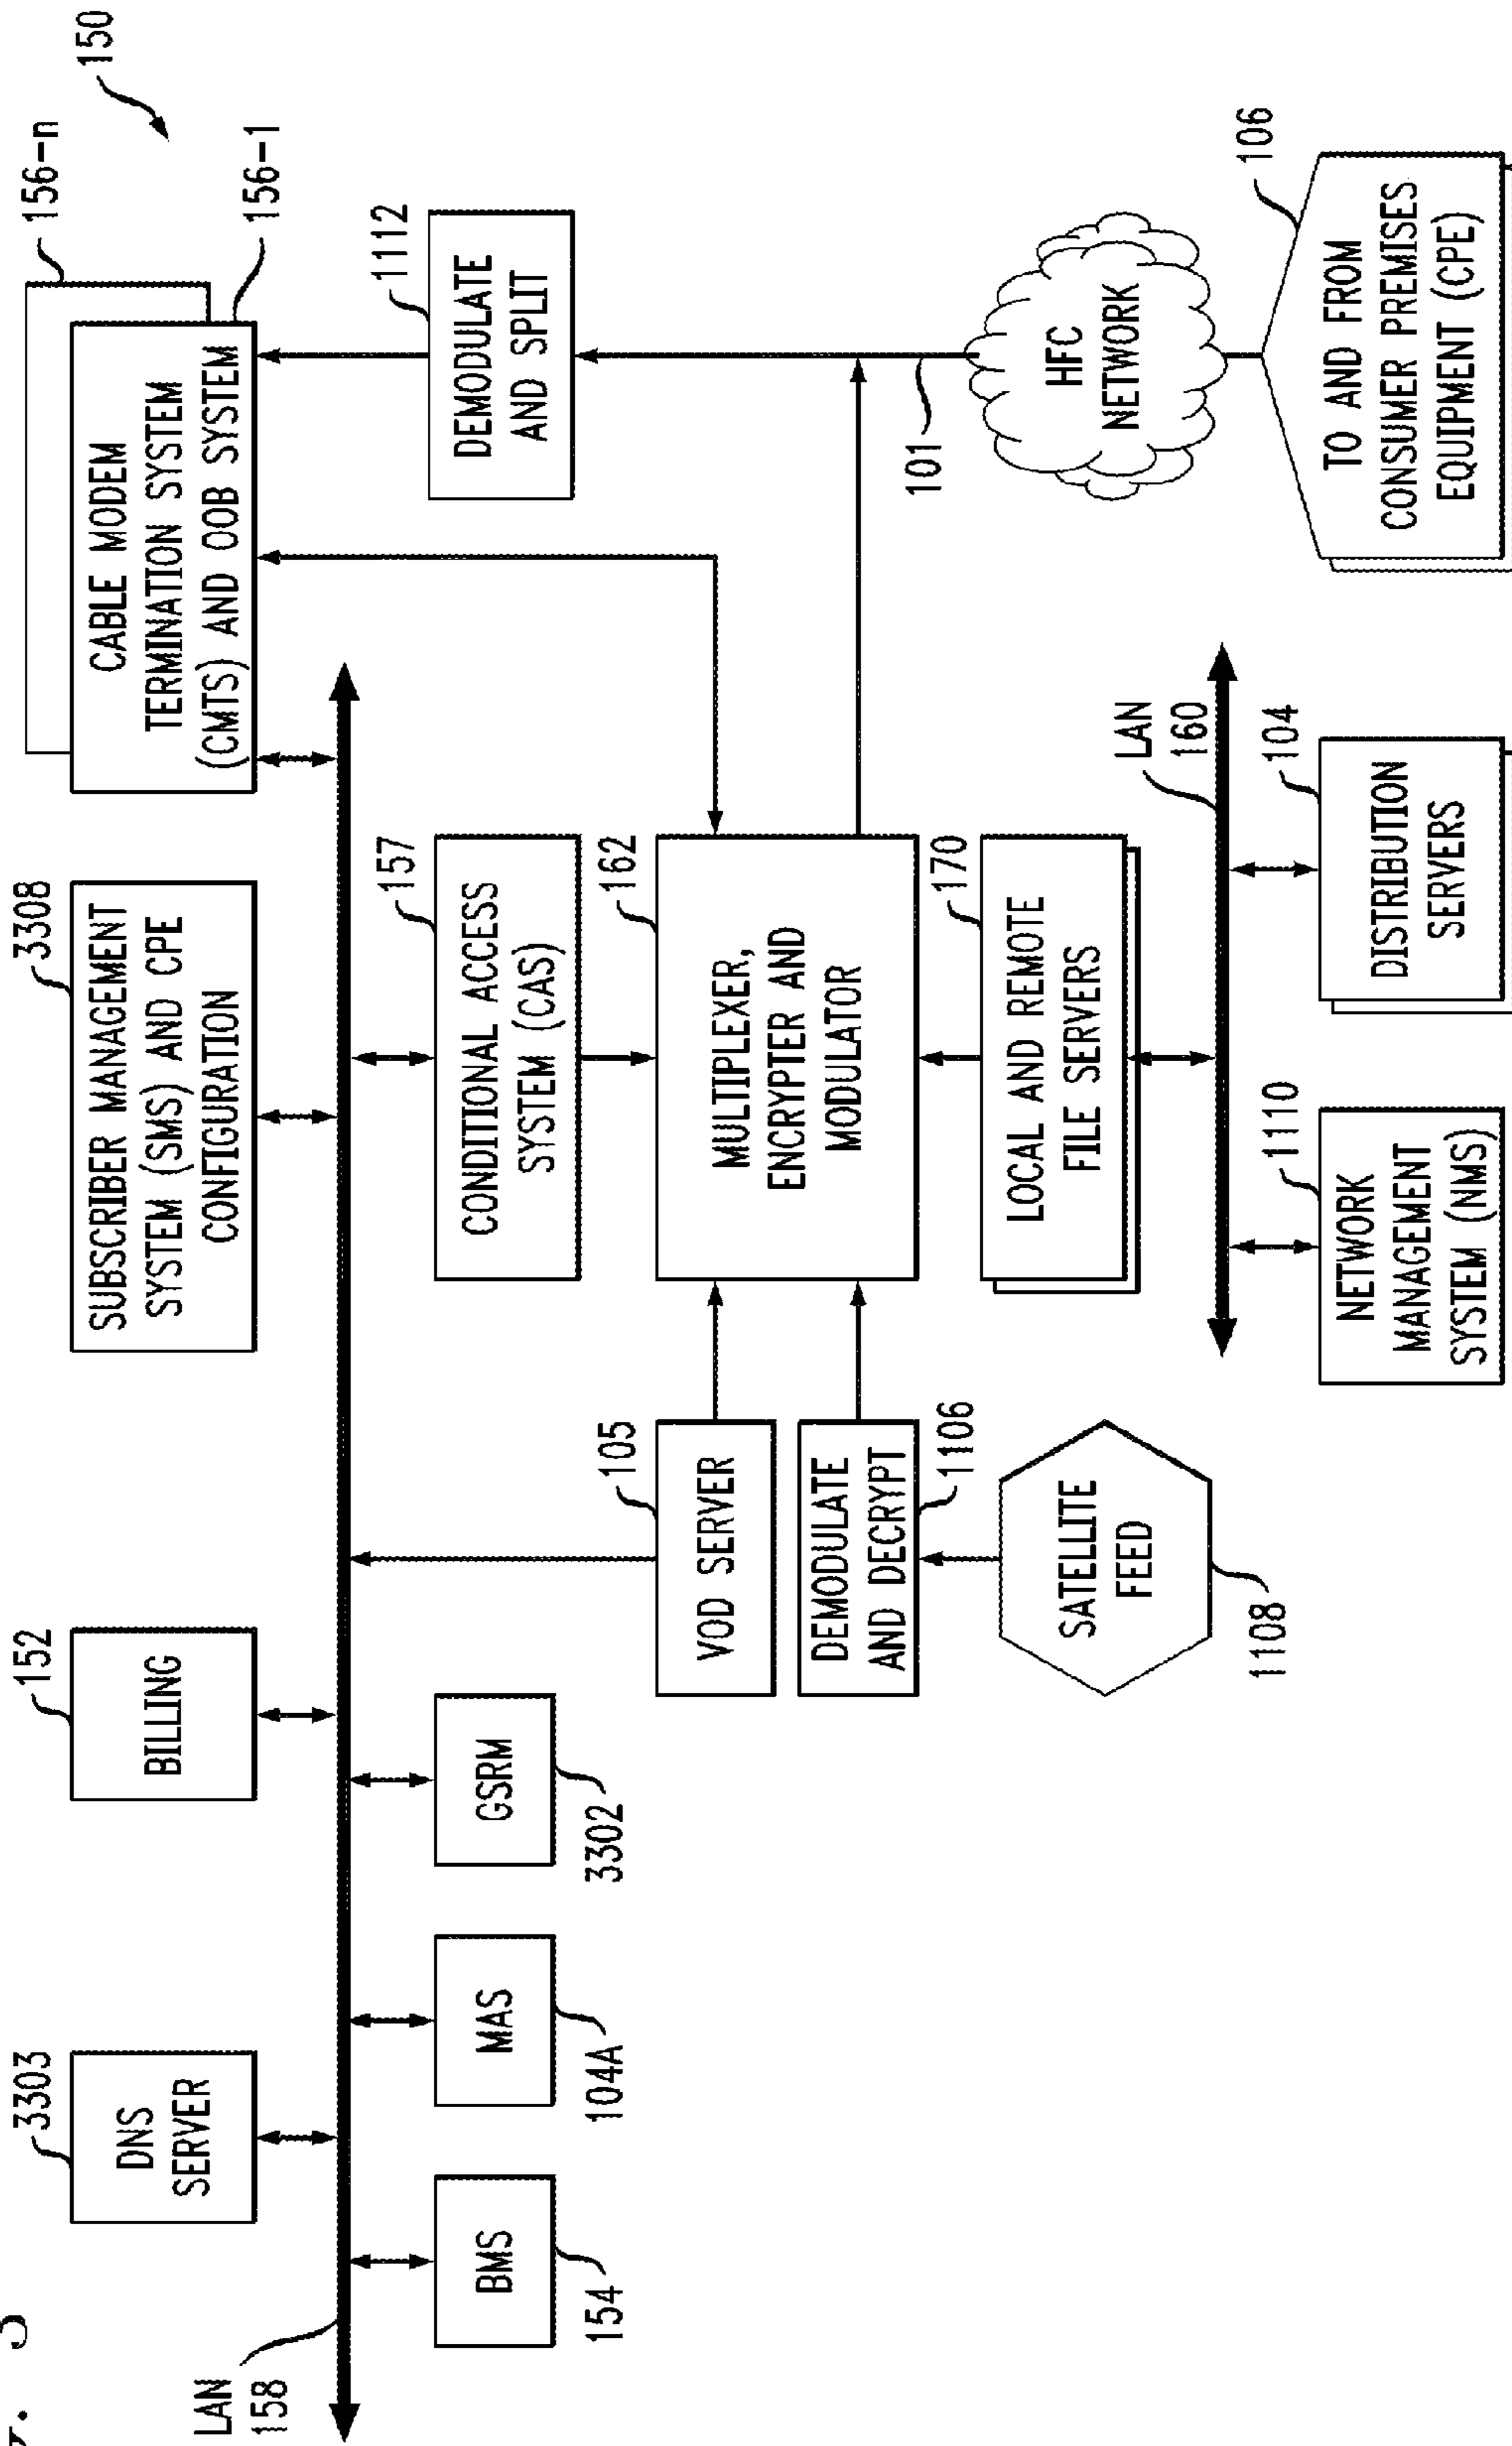 3303
DNS
SERVER
152
BILLING
3308
SUBSCRIBER MANAGEMENT
SYSTEM (SMS) AND CPE
CONFIGURATION
CABLE MODEM
TERMINATION SYSTEM
(CMTS) AND OOB SYSTEM
156-n
156-1
150
LAN
158
BMS
154
MAS
104A
GSRM
3302
157
CONDITIONAL ACCESS
SYSTEM (CAS)
1112
DEMODULATE
AND SPLIT
105
VOD SERVER
162
MULTIPLEXER,
ENCRYPTER AND
MODULATOR
DEMODULATE
AND DECRYPT
1106
SATELLITE
FEED
1108
170
LOCAL AND REMOTE
FILE SERVERS
101
HFC
NETWORK
LAN
160
1110
NETWORK
MANAGEMENT
SYSTEM (NMS)
104
DISTRIBUTION
SERVERS
106
TO AND FROM
CONSUMER PREMISES
EQUIPMENT (CPE)